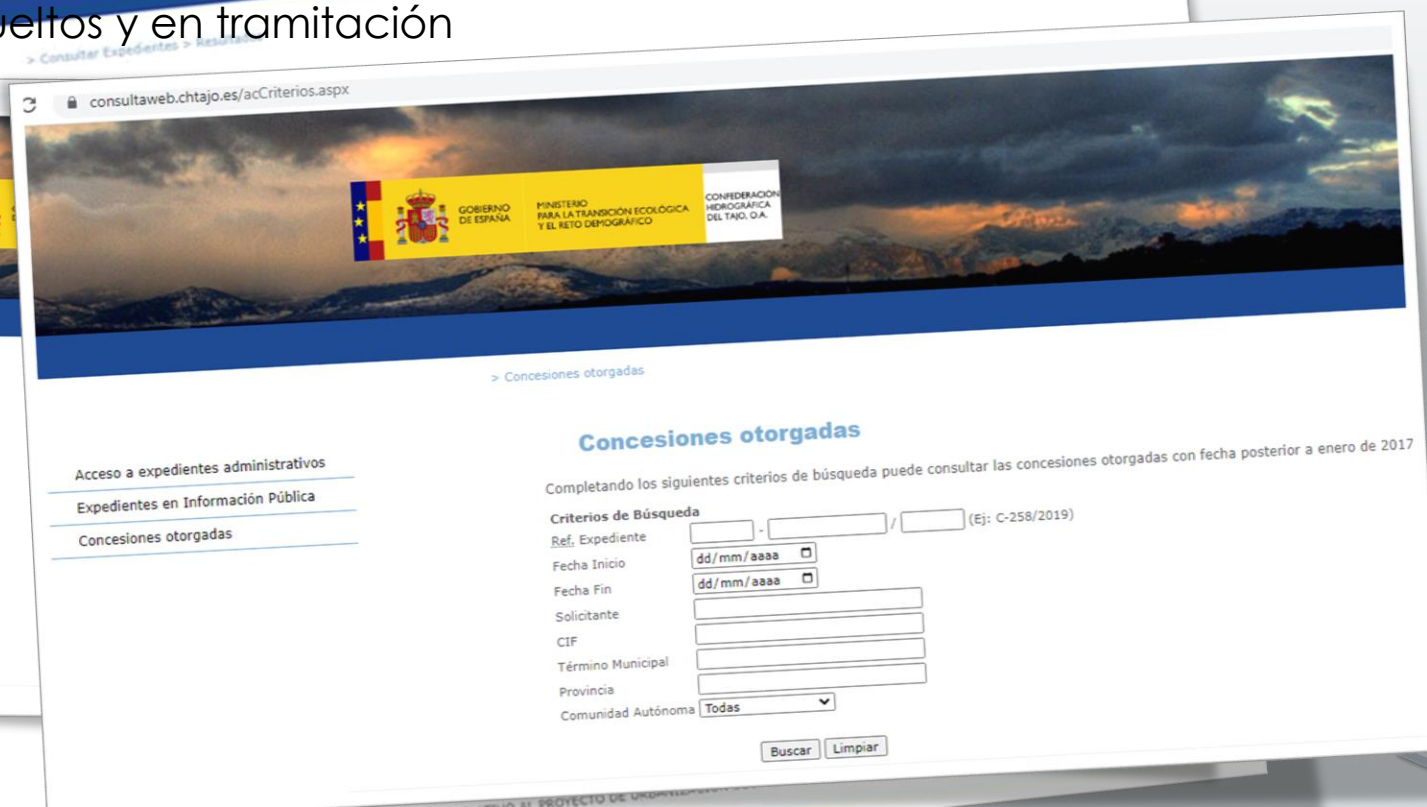 y en tramitación
> Consultar Expedientes >
consultaweb.chtajo.es/acCriterios.aspx
GOBIERNO
DE ESPAÑA
MINISTERIO
PARA LA TRANSICIÓN ECOLÓGICA
Y EL RETO DEMOGRÁFICO
CONFEDERACIÓN
HIDROGRÁFICA
DEL TAJO, O.A.
> Concesiones otorgadas
Acceso a expedientes administrativos
Expedientes en Información Pública
Concesiones otorgadas
Concesiones otorgadas
Completando los siguientes criterios de búsqueda puede consultar las concesiones otorgadas con fecha posterior a enero de 2017
Criterios de Búsqueda
Ref. Expediente - / (Ej: C-258/2019)
Fecha Inicio dd/mm/aaaa
Fecha Fin dd/mm/aaaa
Solicitante
CIF
Término Municipal
Provincia
Comunidad Autónoma Todas
Buscar Limpiar
AL PROYECTO DE